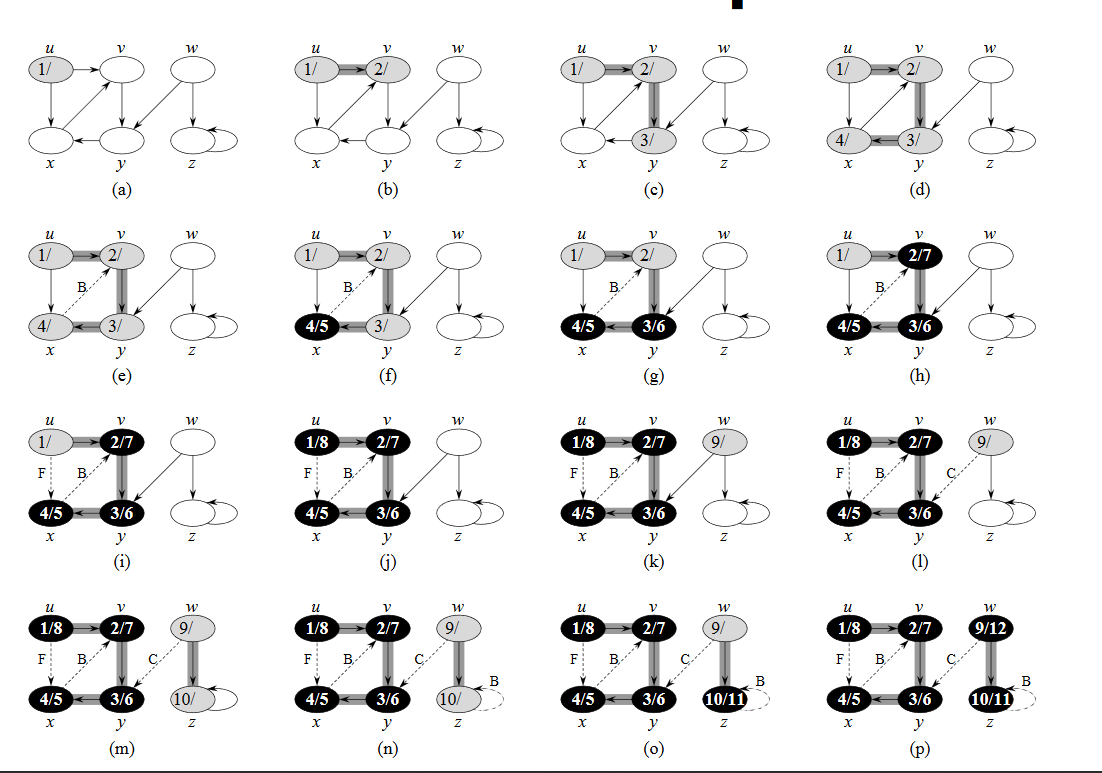 u v w u v w u v w u v w
1/ 1/ 2/ 1/ 2/ 1/ 2/
3/ 4/ 3/
x y z x y z x y z x y z
(a) (b) (c) (d)
u v w u v w u v w u v w
1/ 2/ 1/ 2/ 1/ 2/ 1/ 2/7
B B B B
4/ 3/ 4/5 3/ 4/5 3/6 4/5 3/6
x y z x y z x y z x y z
(e) (f) (g) (h)
u v w u v w u v w u v w
1/ 2/7 1/8 2/7 1/8 2/7 9/ 1/8 2/7 9/
F B F B F B F B C
4/5 3/6 4/5 3/6 4/5 3/6 4/5 3/6
x y z x y z x y z x y z
(i) (j) (k) (l)
u v w u v w u v w u v w
1/8 2/7 9/ 1/8 2/7 9/ 1/8 2/7 9/ 1/8 2/7 9/12
F B C F B C B F B C B F B C B
4/5 3/6 10/ 4/5 3/6 10/ 4/5 3/6 10/11 4/5 3/6 10/11
x y z x y z x y z x y z
(m) (n) (o) (p)